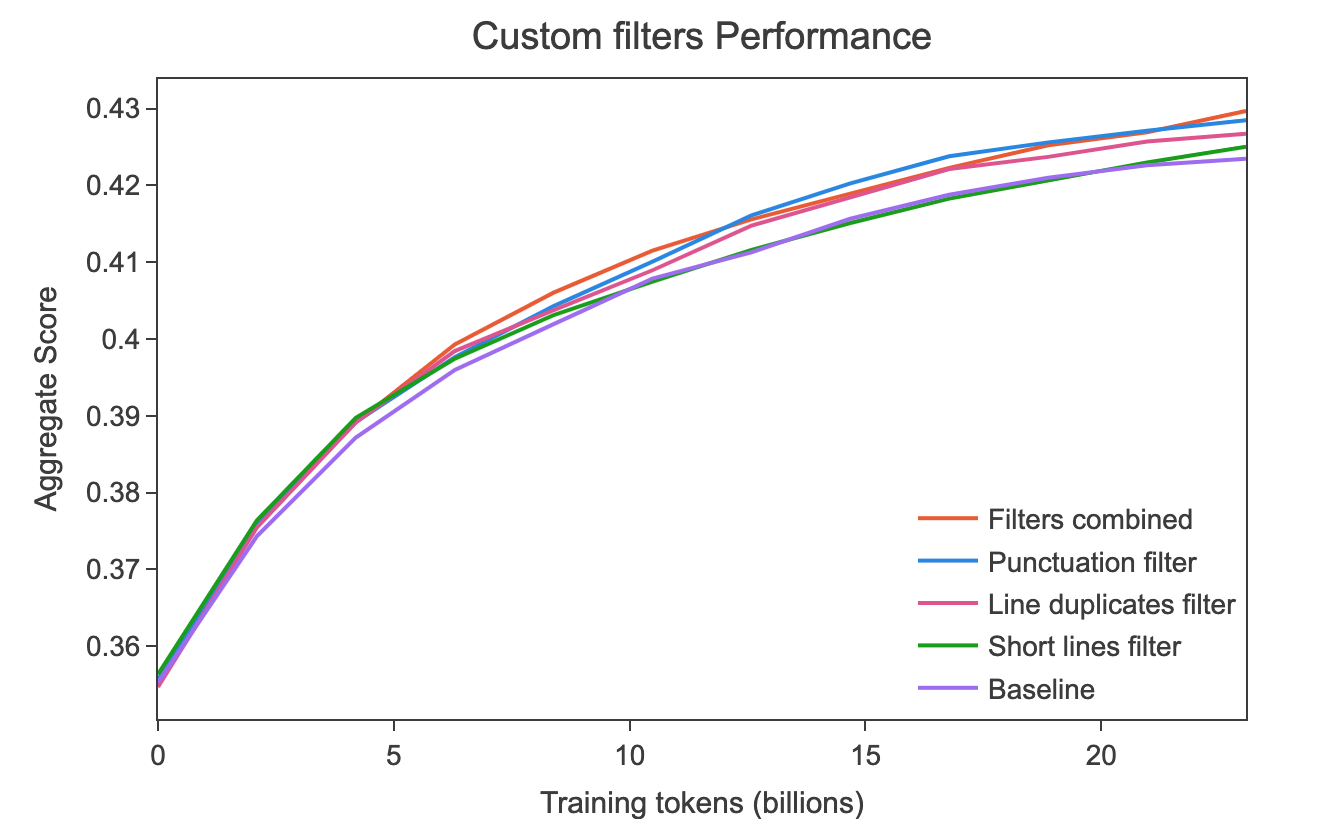 Custom filters Performance
0.43
0.42
0.41
0.4
0.39
0.38
0.37
0.36
Aggregate Score
Filters combined
Punctuation filter
Line duplicates filter
Short lines filter
Baseline
0 5 10 15 20
Training tokens (billions)